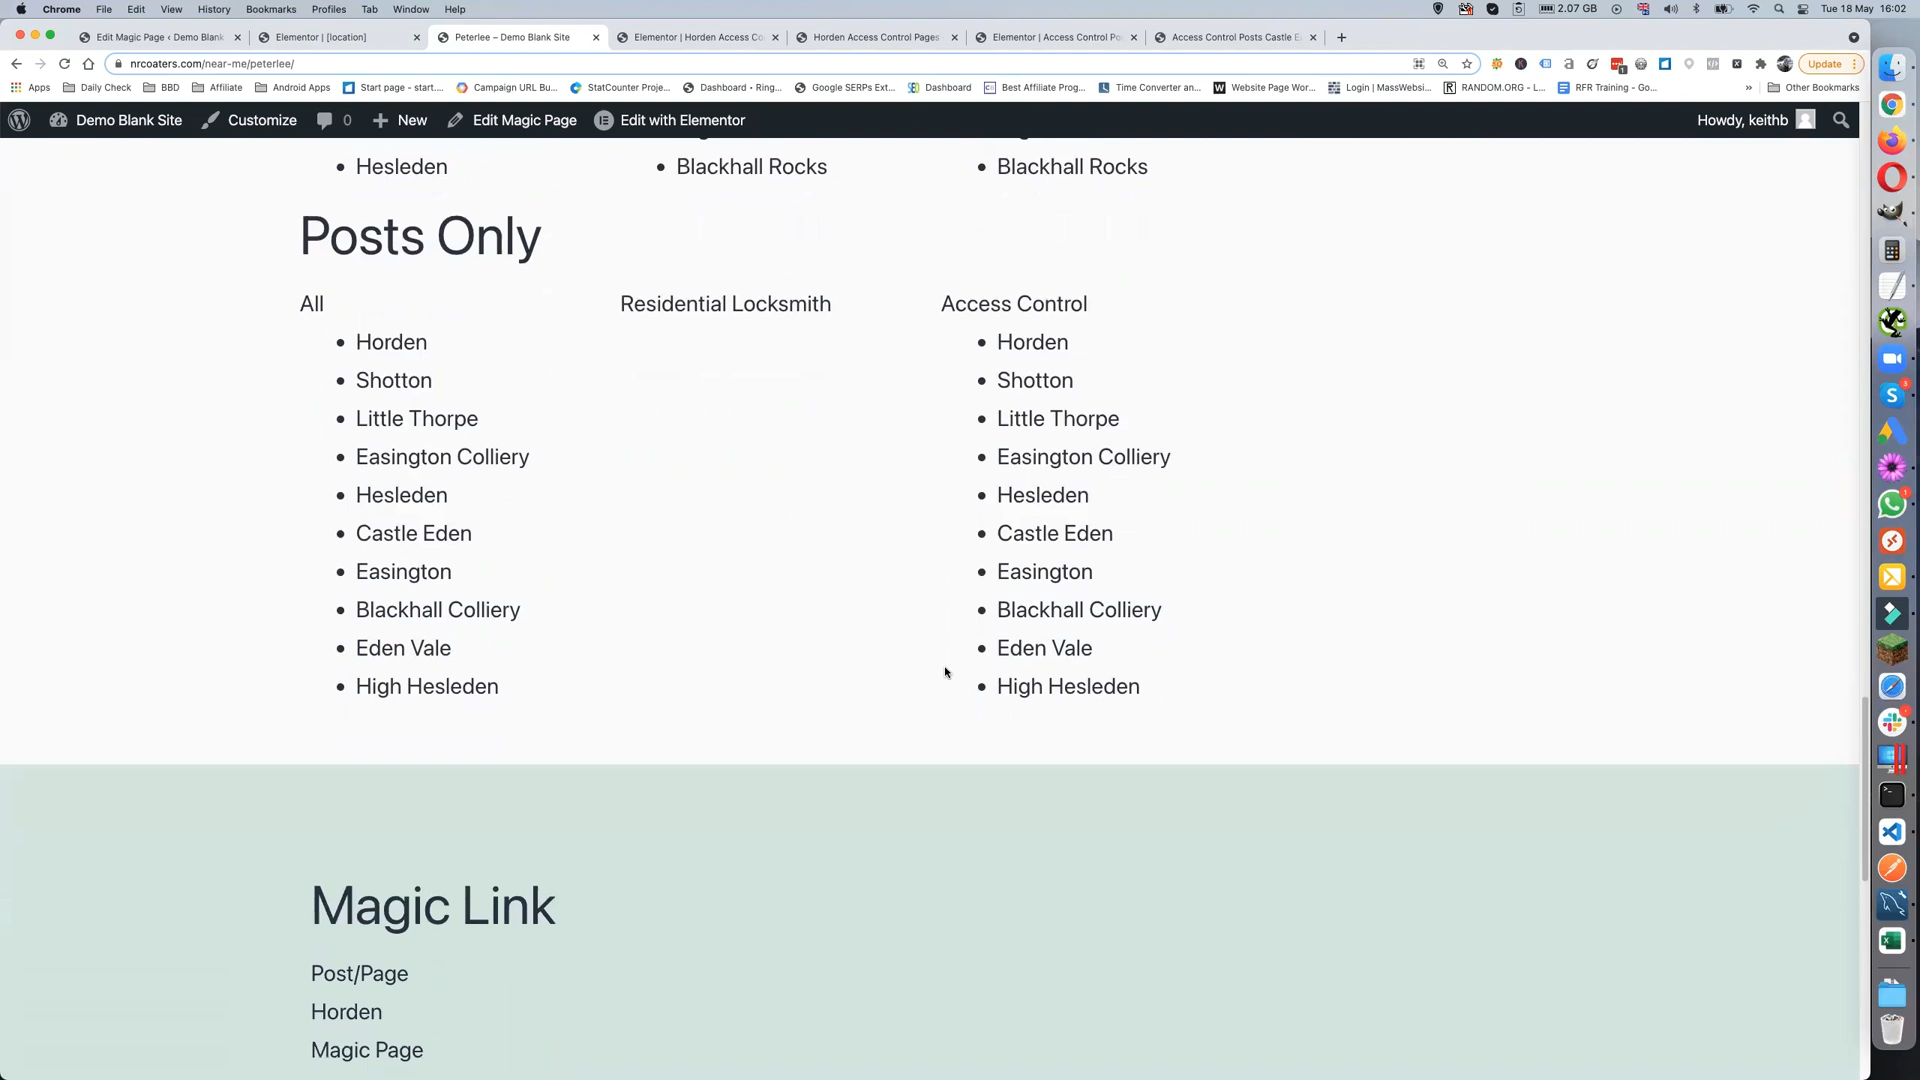 Chrome File Edit View History Bookmarks Profiles Tab Window Help 2.07 GB Tue 18 May 16:02
Edit Magic Page ‹ Demo Blank Elementor | [location] Peterlee – Demo Blank Site Elementor | Horden Access Co Horden Access Control Pages Elementor | Access Control Po Access Control Posts Castle E
nrcoaters.com/near-me/peterlee/ Update
Apps Daily Check BBD Affiliate Android Apps Start page - start.... Campaign URL Bu... StatCounter Proje... Dashboard • Ring... Google SERPs Ext... Dashboard Best Affiliate Prog... Time Converter an... Website Page Wor... Login | MassWebsi... RANDOM.ORG - L... RFR Training - Go... » Other Bookmarks
Demo Blank Site Customize 0 New Edit Magic Page Edit with Elementor Howdy, keithb
Hesleden Blackhall Rocks Blackhall Rocks
Posts Only
All Residential Locksmith Access Control
Horden Horden
Shotton Shotton
Little Thorpe Little Thorpe
Easington Colliery Easington Colliery
Hesleden Hesleden
Castle Eden Castle Eden
Easington Easington
Blackhall Colliery Blackhall Colliery
Eden Vale Eden Vale
High Hesleden High Hesleden
Magic Link
Post/Page
Horden
Magic Page